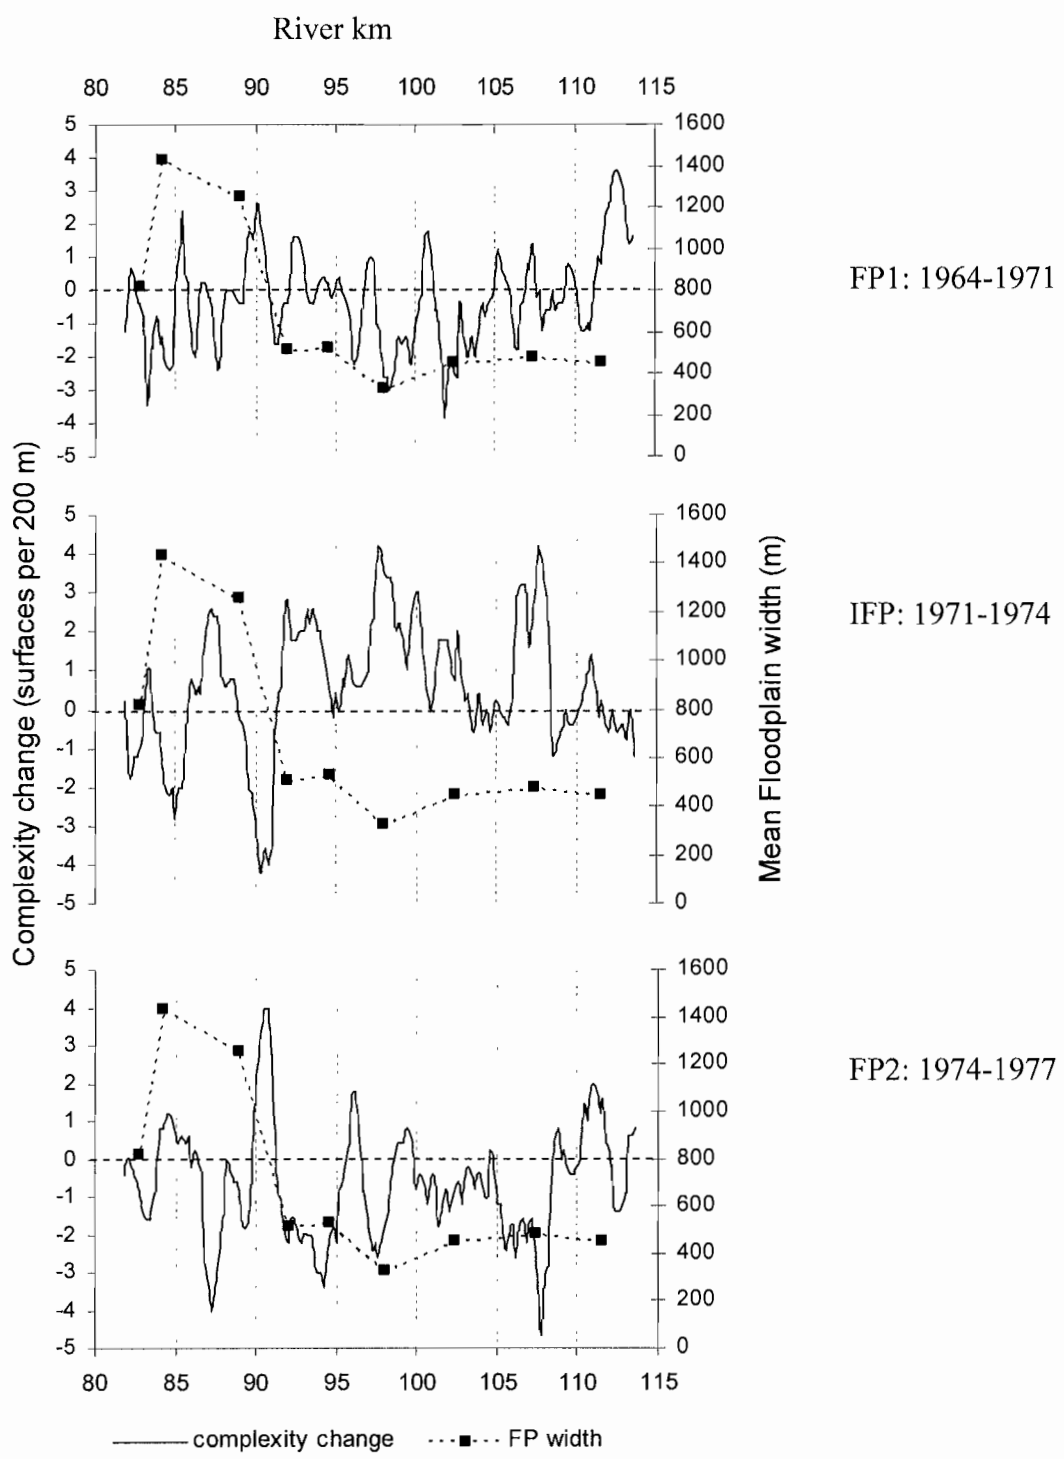 River km
80 85 90 95 100 105 110 115
5 4 3 2 1 0 -1 -2 -3 -4 -5
1600 1400 1200 1000 800 600 400 200 0
FP1: 1964-1971
Complexity change (surfaces per 200 m)
5 4 3 2 1 0 -1 -2 -3 -4 -5
1600 1400 1200 1000 800 600 400 200 0
Mean Floodplain width (m)
IFP: 1971-1974
5 4 3 2 1 0 -1 -2 -3 -4 -5
1600 1400 1200 1000 800 600 400 200 0
FP2: 1974-1977
80 85 90 95 100 105 110 115
complexity change FP width